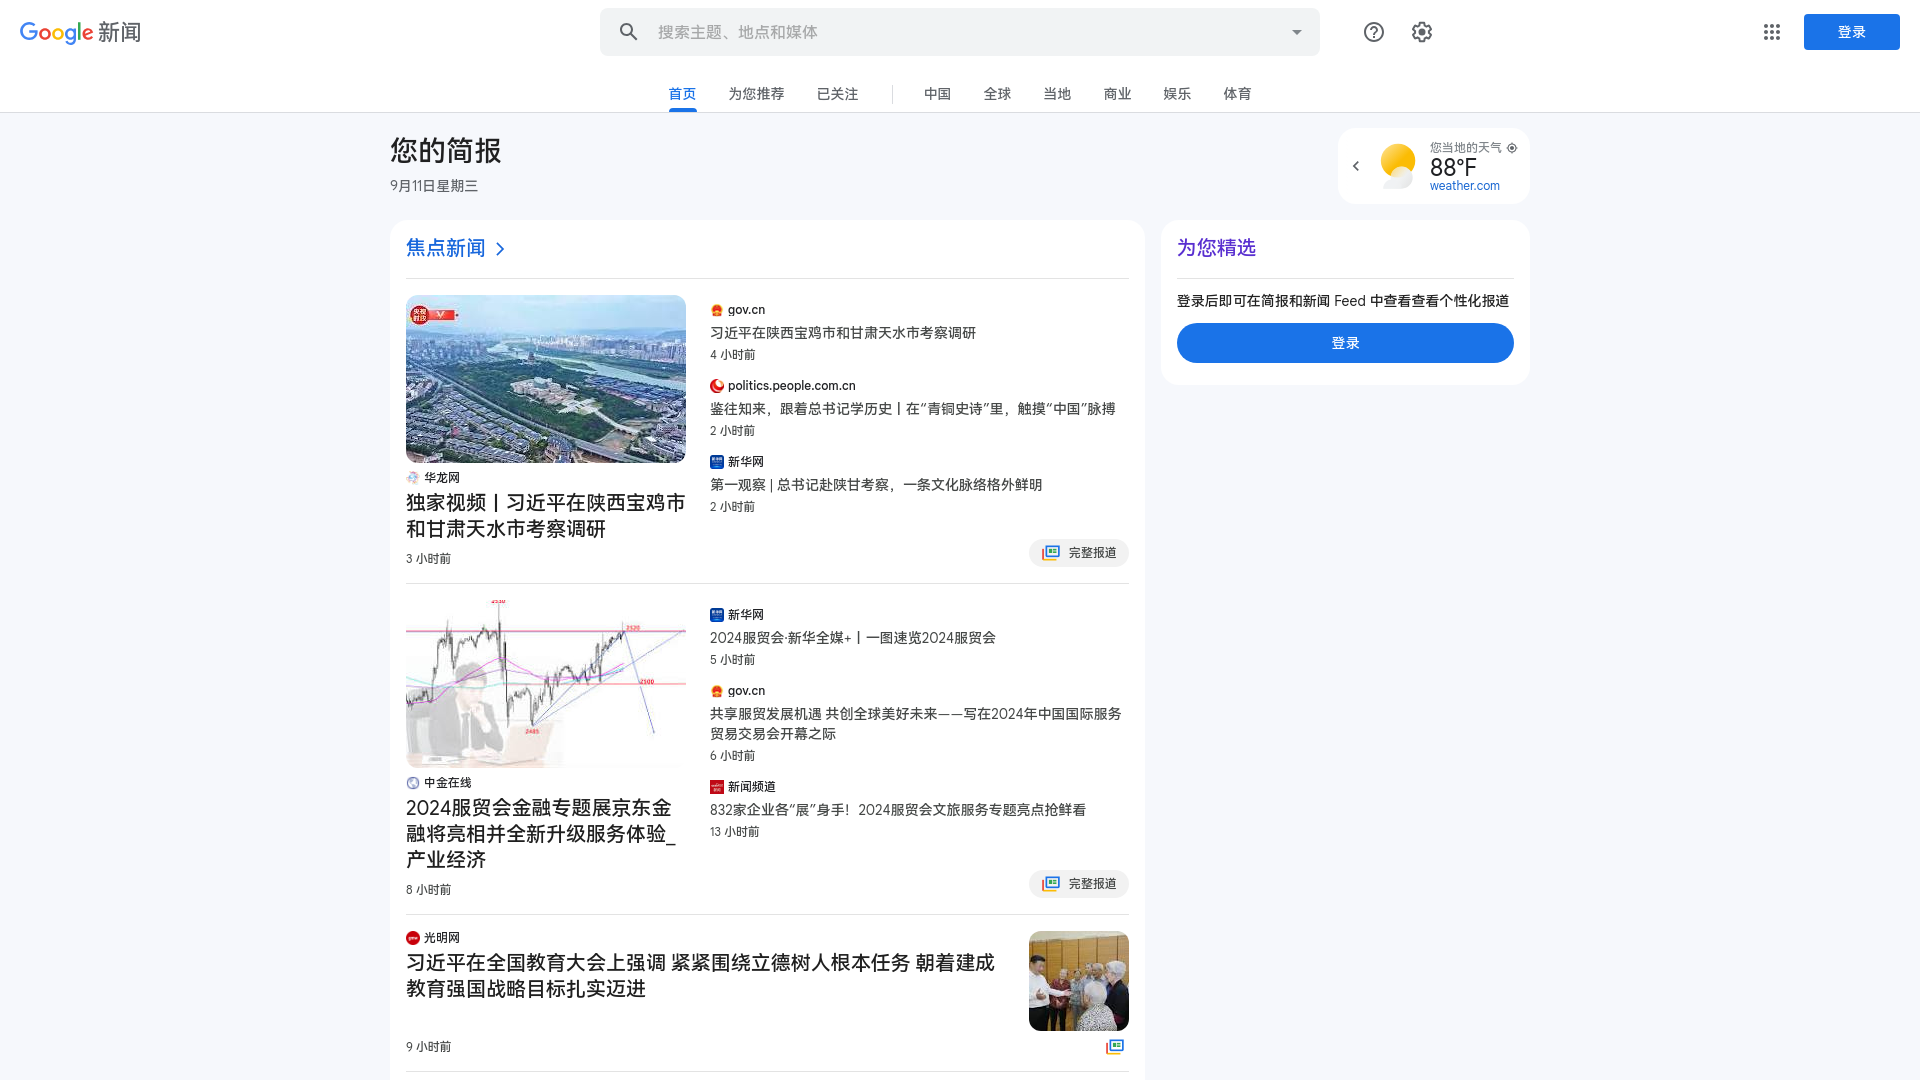 Google 新闻
搜索主题、地点和媒体
登录
首页
为您推荐
已关注
中国
全球
当地
商业
娱乐
体育
您的简报
9月11日星期三
您当地的天气
88°F
weather.com
焦点新闻
央视
时政
华龙网
独家视频丨习近平在陕西宝鸡市
和甘肃天水市考察调研
3 小时前
gov.cn
习近平在陕西宝鸡市和甘肃天水市考察调研
4 小时前
politics.people.com.cn
鉴往知来，跟着总书记学历史丨在“青铜史诗”里，触摸“中国”脉搏
2 小时前
新华网
第一观察 | 总书记赴陕甘考察，一条文化脉络格外鲜明
2 小时前
完整报道
2520
2500
2485
中金在线
2024服贸会金融专题展京东金
融将亮相并全新升级服务体验_
产业经济
8 小时前
新华网
2024服贸会·新华全媒+丨一图速览2024服贸会
5 小时前
gov.cn
共享服贸发展机遇 共创全球美好未来——写在2024年中国国际服务
贸易交易会开幕之际
6 小时前
新闻频道
832家企业各“展”身手！2024服贸会文旅服务专题亮点抢鲜看
13 小时前
完整报道
光明网
习近平在全国教育大会上强调 紧紧围绕立德树人根本任务 朝着建成
教育强国战略目标扎实迈进
9 小时前
为您精选
登录后即可在简报和新闻 Feed 中查看查看个性化报道
登录